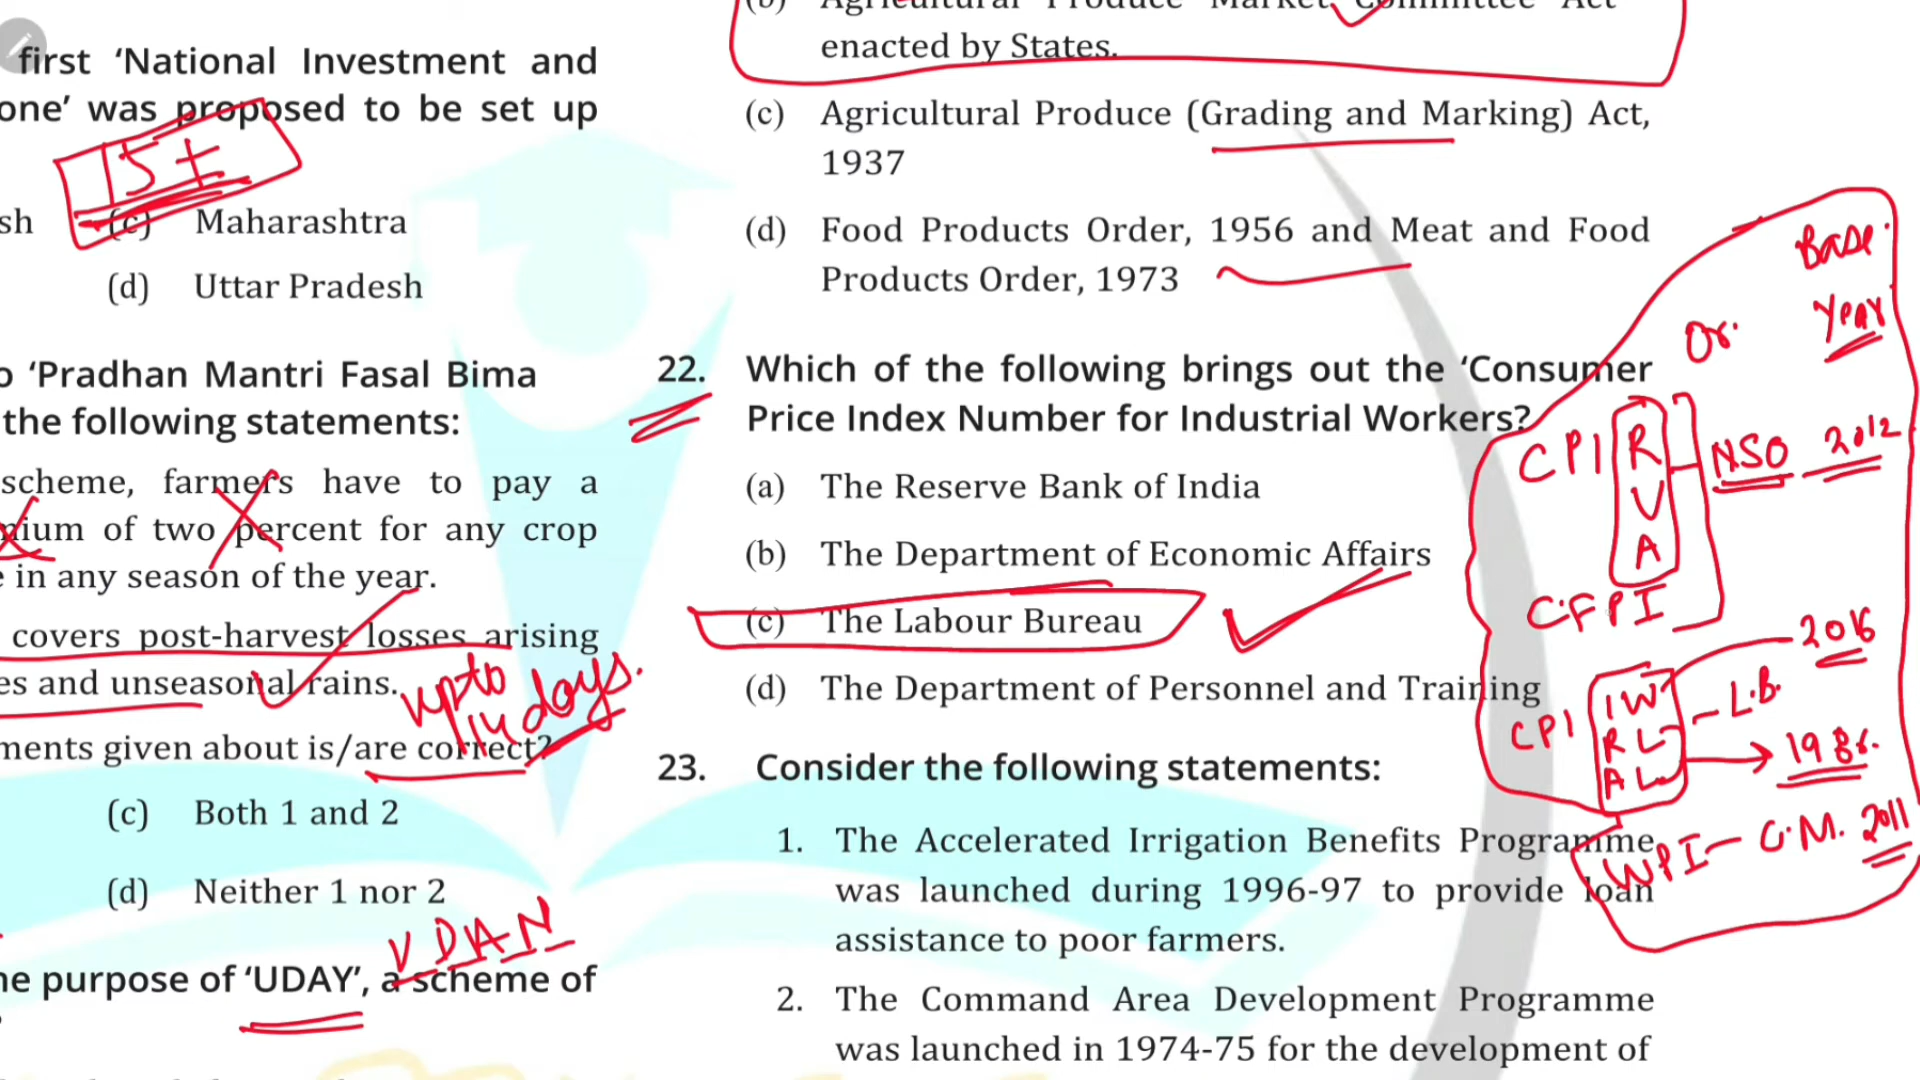 first ‘National Investment and
one’ was proposed to be set up
15+
sh (c) Maharashtra
(d) Uttar Pradesh
‘Pradhan Mantri Fasal Bima
the following statements:
scheme, farmers have to pay a
mium of two percent for any crop
in any season of the year.
covers post-harvest losses arising
es and unseasonal rains.
upto
14 days.
ments given about is/are correct?
(c) Both 1 and 2
(d) Neither 1 nor 2
UDAN
he purpose of ‘UDAY’, a scheme of
(b) Agricultural Produce Market Committee Act
enacted by States.
(c) Agricultural Produce (Grading and Marking) Act,
1937
(d) Food Products Order, 1956 and Meat and Food
Products Order, 1973
22. Which of the following brings out the ‘Consumer
Price Index Number for Industrial Workers?
(a) The Reserve Bank of India
(b) The Department of Economic Affairs
(c) The Labour Bureau
(d) The Department of Personnel and Training
23. Consider the following statements:
1. The Accelerated Irrigation Benefits Programme
was launched during 1996-97 to provide loan
assistance to poor farmers.
2. The Command Area Development Programme
was launched in 1974-75 for the development of
Base
Or. Year
CPI R NSO 2012
U
A
CFPI
2016
IW L.B.
CPI RL
AL 1986.
WPI - C.M. 2011